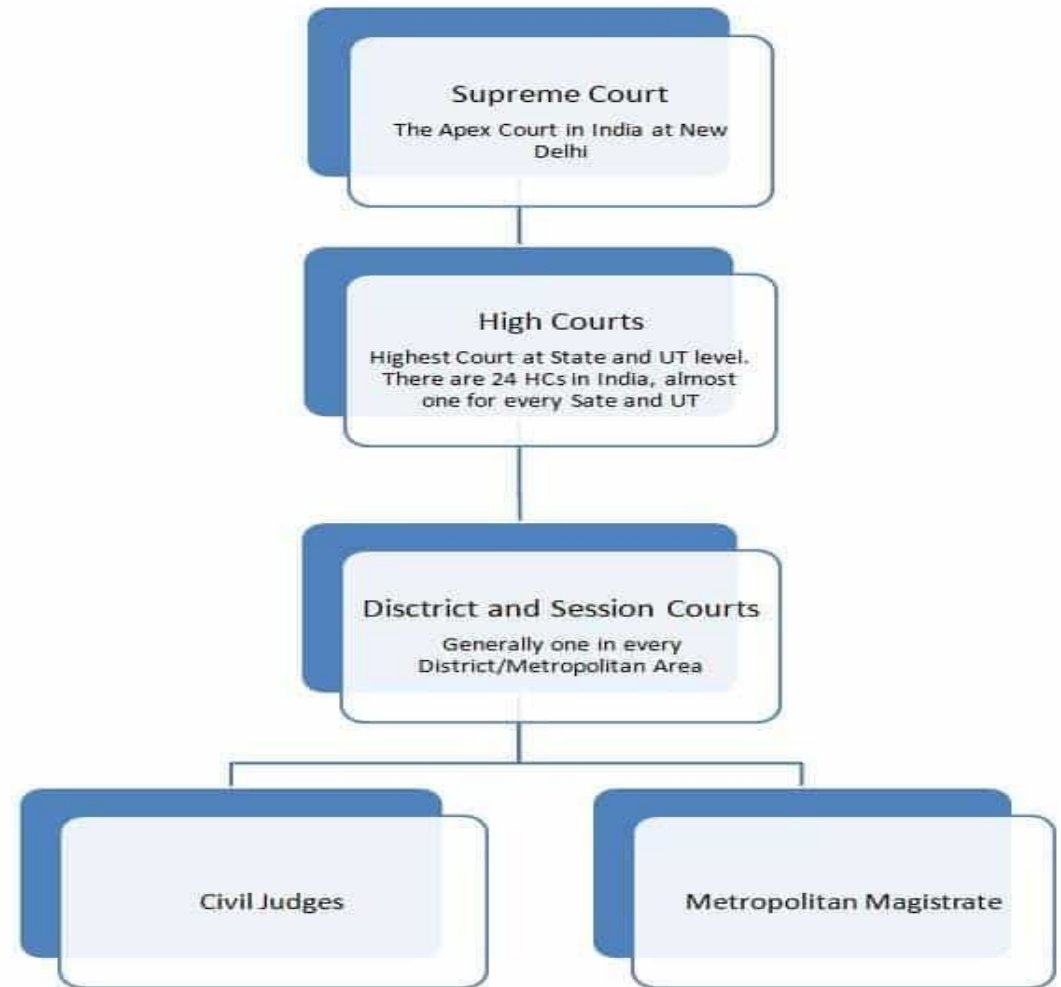 Supreme Court
The Apex Court in India at New
Delhi
High Courts
Highest Court at State and UT level.
There are 24 HCs in India, almost
one for every Sate and UT
Disctrict and Session Courts
Generally one in every
District/Metropolitan Area
Civil Judges
Metropolitan Magistrate